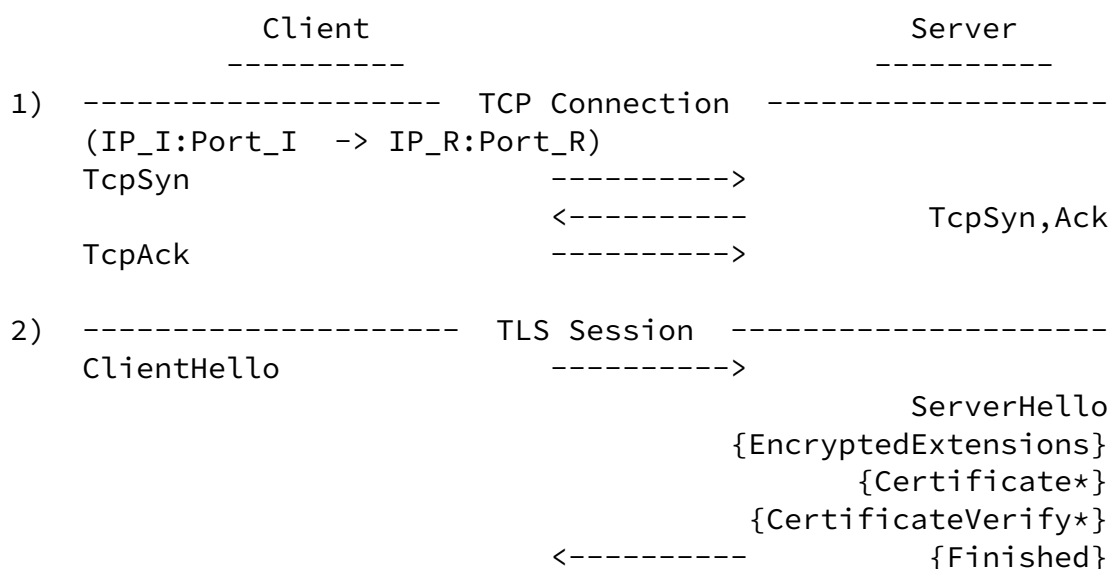 Client                              Server
        ----------                          ----------
1)  --------------------  TCP Connection  -------------------
    (IP_I:Port_I  -> IP_R:Port_R)
    TcpSyn                    ---------->
                              <----------          TcpSyn,Ack
    TcpAck                    ---------->

2)  ---------------------  TLS Session  ---------------------
    ClientHello               ---------->
                                                  ServerHello
                                        {EncryptedExtensions}
                                               {Certificate*}
                                         {CertificateVerify*}
                              <----------          {Finished}